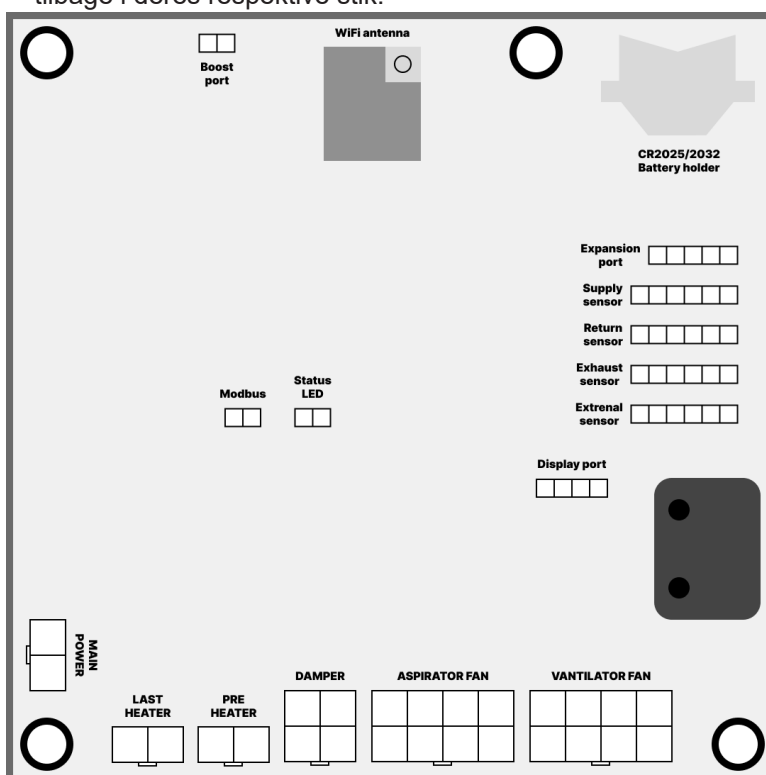 tilbage i deres respektive stik.
WiFi antenna
Boost
port
CR2025/2032
Battery holder
Expansion
port
Supply
sensor
Return
sensor
Exhaust
sensor
Extrenal
sensor
Status
LED
Modbus
Display port
MAIN
POWER
LAST
HEATER
PRE
HEATER
DAMPER
ASPIRATOR FAN
VANTILATOR FAN